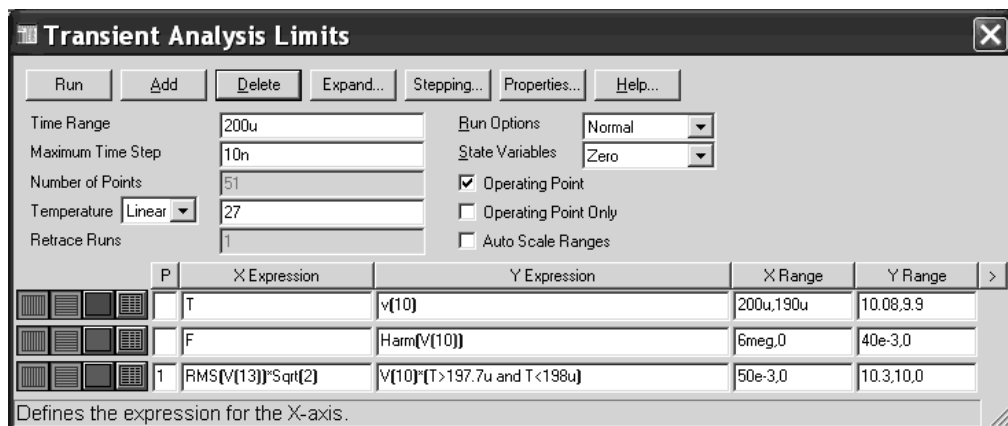 Transient Analysis Limits
Run Add Delete Expand... Stepping... Properties... Help...
Time Range 200u Run Options Normal
Maximum Time Step 10n State Variables Zero
Number of Points 51 Operating Point
Temperature Linear 27 Operating Point Only
Retrace Runs 1 Auto Scale Ranges
P X Expression Y Expression X Range Y Range >
T v(10) 200u,190u 10.08,9.9
F Harm(V(10)) 6meg,0 40e-3,0
1 RMS(V(13))*Sqrt(2) V(10)*(T>197.7u and T<198u) 50e-3,0 10.3,10,0
Defines the expression for the X-axis.